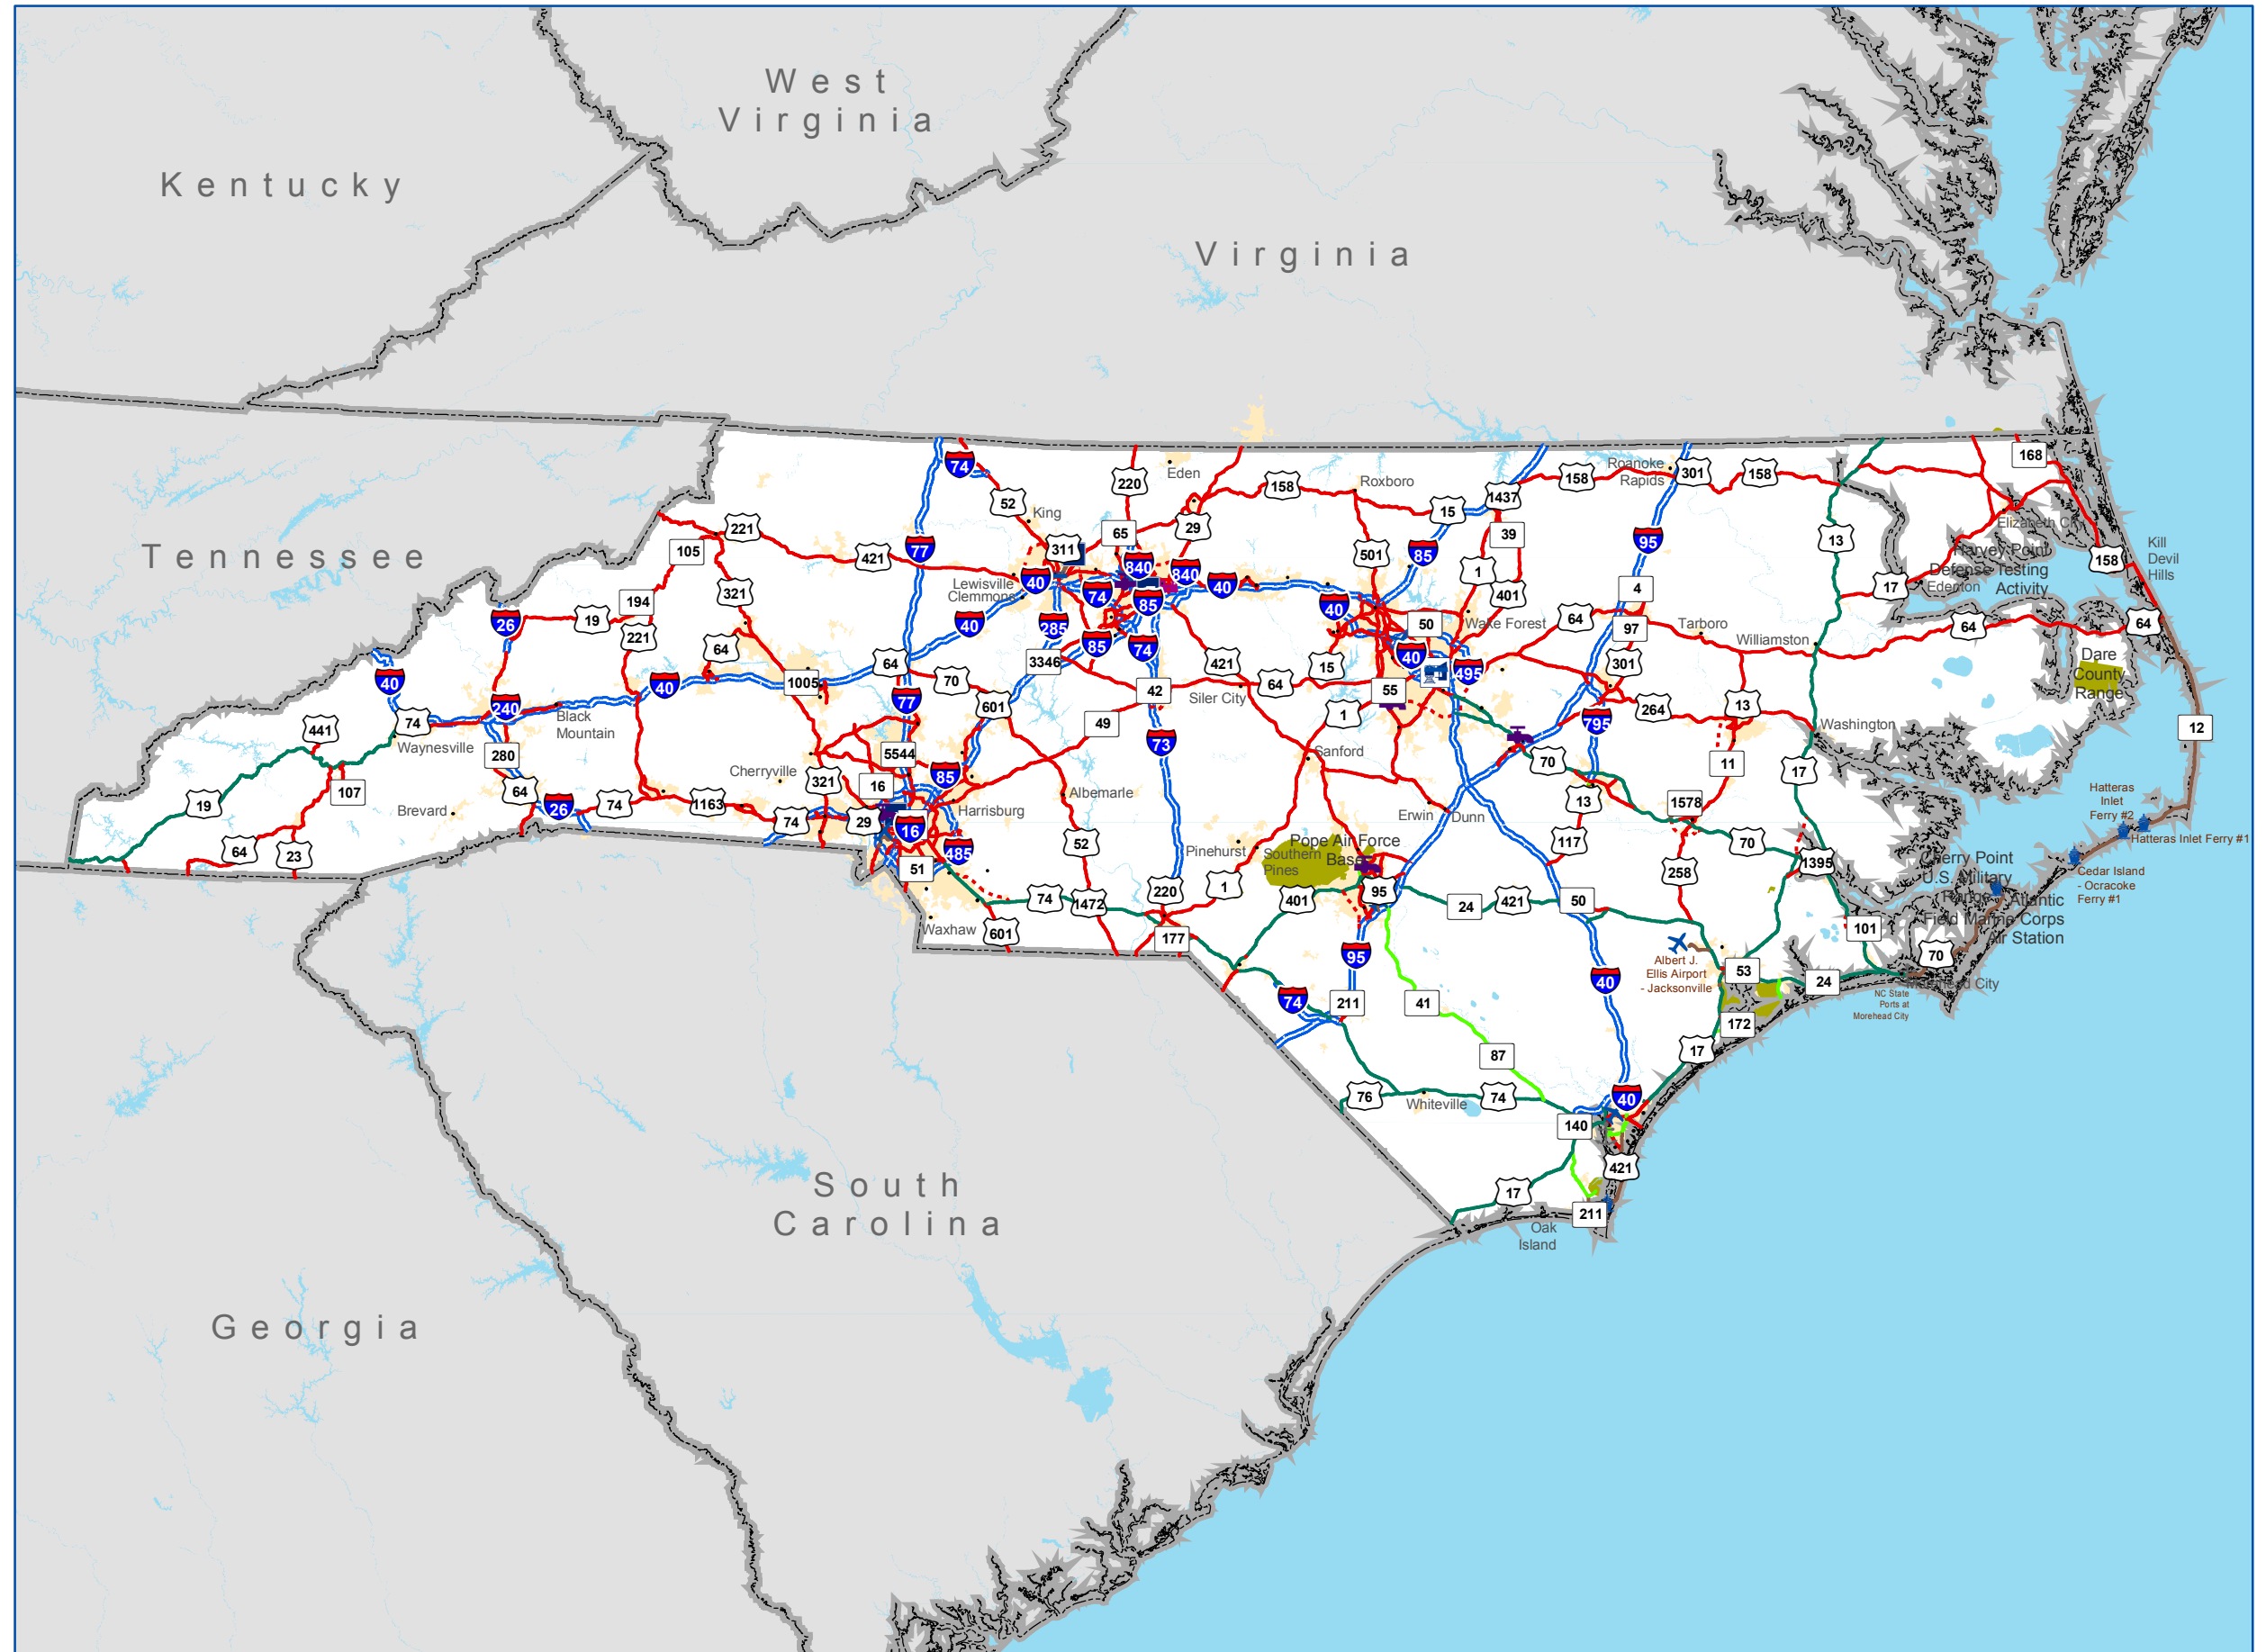 West
Virginia
Kentucky
Virginia
Tennessee
South
Carolina
Georgia
168
74
Eden
Roanoke
Rapids
301
158
158
220
158
Roxboro
52
King
1437
15
221
29
65
39
13
Elizabeth City
105
421
77
311
501
85
95
Kill
Devil
Hills
158
Harvey Point
Defense Testing
Activity
840
840
1
40
74
40
Lewisville
Clemmons
4
17
Edenton
321
401
194
85
40
19
26
221
40
285
50
Wake Forest
64
97
Tarboro
64
64
Williamston
64
85
74
3346
421
15
40
495
301
Dare
County
Range
64
40
40
1005
70
64
42
Siler City
55
77
601
240
74
Black
Mountain
49
1
264
13
795
Washington
12
441
Waynesville
73
Sanford
280
5544
70
11
17
107
Cherryville
321
16
85
Albemarle
64
19
Brevard
26
74
1163
74
29
Harrisburg
13
1578
Hatteras
Inlet
Ferry #2
Hatteras Inlet Ferry #1
Erwin
Dunn
16
485
52
Pinehurst
Southern
Pines
Pope Air Force
Base
117
70
1395
64
23
51
258
Cherry Point
U.S. Military
Range
Cedar Island
- Ocracoke
Ferry #1
Atlantic
Field Marine Corps
Air Station
74
1472
220
1
401
95
24
421
50
Waxhaw
601
177
101
95
Albert J.
Ellis Airport
- Jacksonville
53
24
70
Morehead City
NC State
Ports at
Morehead City
74
211
41
40
172
87
17
76
Whiteville
74
40
140
421
17
211
Oak
Island